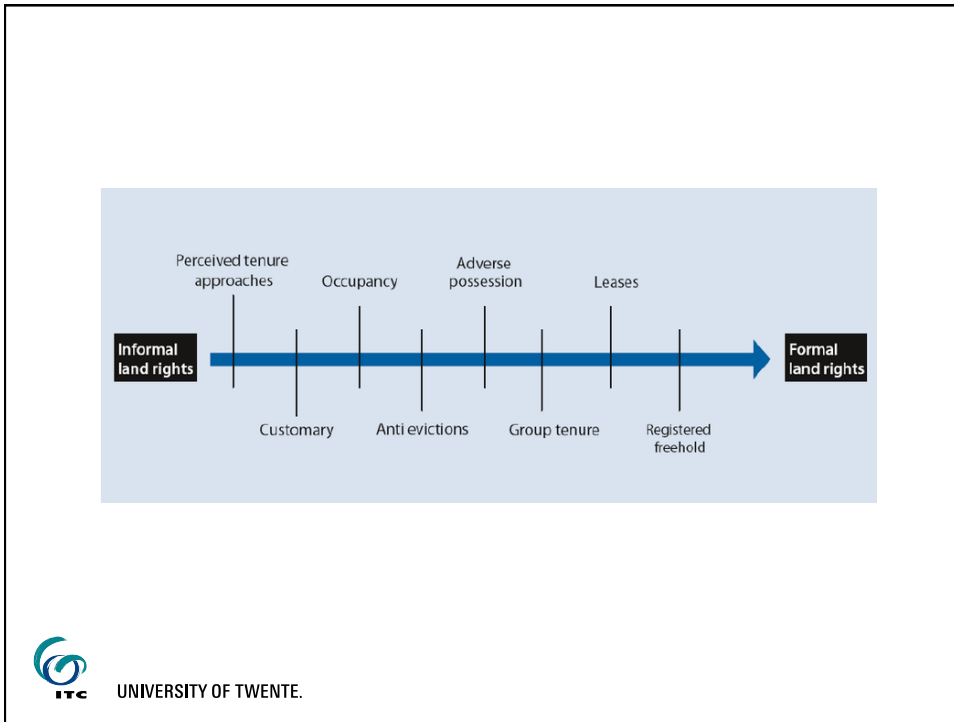 Perceived tenure
approaches
Occupancy
Adverse
possession
Leases
Informal
land rights
Formal
land rights
Customary
Anti evictions
Group tenure
Registered
freehold
ITC
UNIVERSITY OF TWENTE.